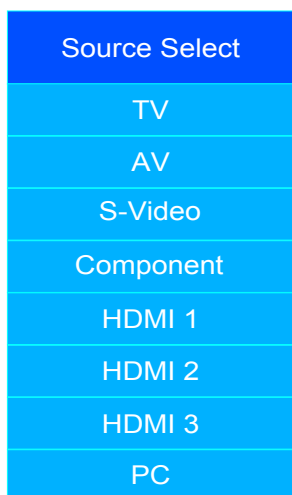 Source Select
TV
AV
S-Video
Component
HDMI 1
HDMI 2
HDMI 3
PC